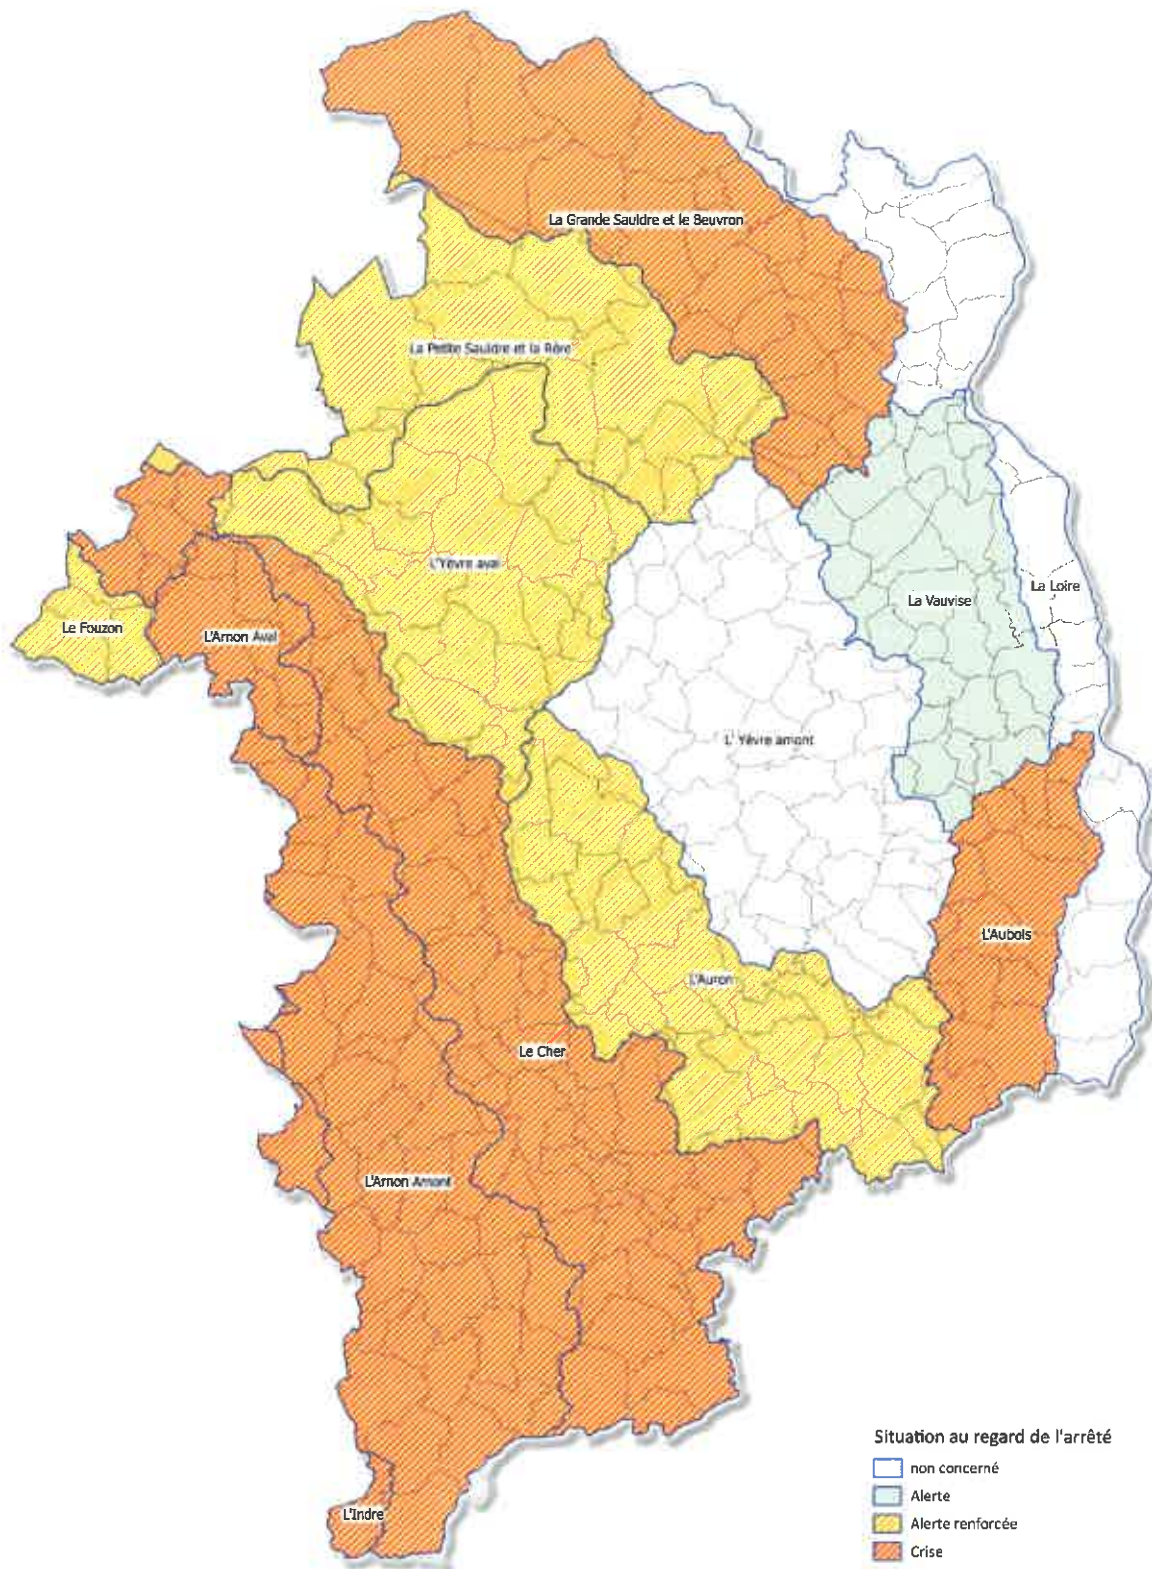 La Grande Sauldre et le Beuvron
La Petite Sauldre et la Rère
L'Yèvre aval
La Vauvise
La Loire
Le Fouzon
L'Arnon Aval
L' Yèvre amont
L'Aubois
L'Auron
Le Cher
L'Arnon Amont
L'Indre
Situation au regard de l'arrêté
non concerné
Alerte
Alerte renforcée
Crise